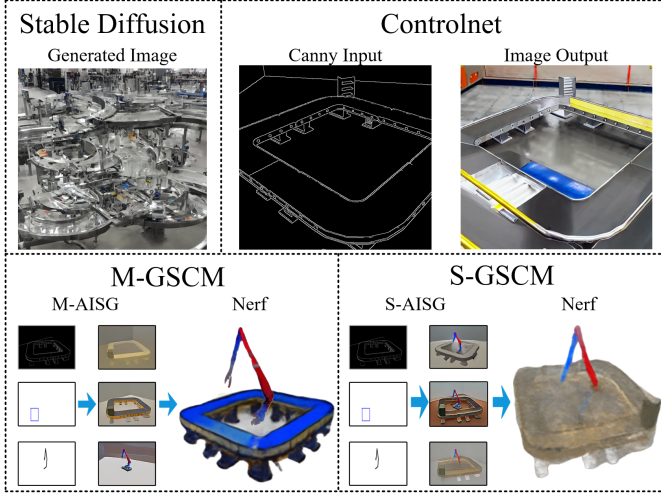 Stable Diffusion
Generated Image
Controlnet
Canny Input
Image Output
M-GSCM
M-AISG
Nerf
S-GSCM
S-AISG
Nerf